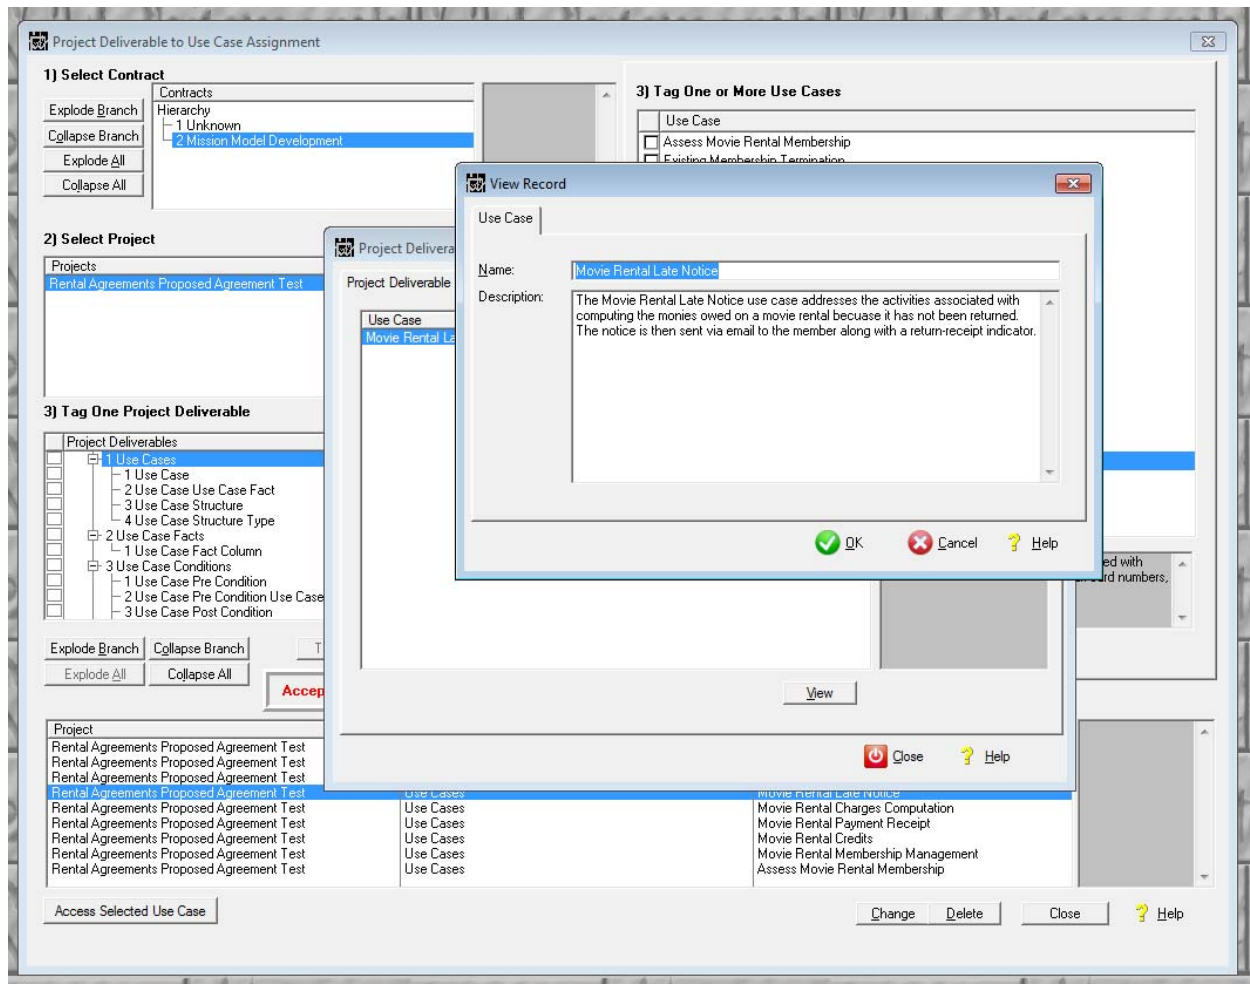 Project Deliverable to Use Case Assignment
1) Select Contract
Contracts
Explode Branch
Collapse Branch
Explode All
Collapse All
Hierarchy
1 Unknown
2 Mission Model Development
3) Tag One or More Use Cases
Use Case
Assess Movie Rental Membership
Existing Membership Termination
2) Select Project
Projects
Rental Agreements Proposed Agreement Test
3) Tag One Project Deliverable
Project Deliverables
1 Use Cases
1 Use Case
2 Use Case Use Case Fact
3 Use Case Structure
4 Use Case Structure Type
2 Use Case Facts
1 Use Case Fact Column
3 Use Case Conditions
1 Use Case Pre Condition
2 Use Case Pre Condition Use Case
3 Use Case Post Condition
Explode Branch
Collapse Branch
T
Explode All
Collapse All
Accep
Project Delivera
Project Deliverable
Use Case
Movie Rental La
View
Close
Help
View Record
Use Case
Name:
Movie Rental Late Notice
Description:
The Movie Rental Late Notice use case addresses the activities associated with
computing the monies owed on a movie rental becuase it has not been returned.
The notice is then sent via email to the member along with a return-receipt indicator.
OK
Cancel
Help
ed with
card numbers,
Project
Rental Agreements Proposed Agreement Test
Rental Agreements Proposed Agreement Test
Rental Agreements Proposed Agreement Test
Rental Agreements Proposed Agreement Test Use Cases Movie Rental Late Notice
Rental Agreements Proposed Agreement Test Use Cases Movie Rental Charges Computation
Rental Agreements Proposed Agreement Test Use Cases Movie Rental Payment Receipt
Rental Agreements Proposed Agreement Test Use Cases Movie Rental Credits
Rental Agreements Proposed Agreement Test Use Cases Movie Rental Membership Management
Rental Agreements Proposed Agreement Test Use Cases Assess Movie Rental Membership
Access Selected Use Case
Change
Delete
Close
Help